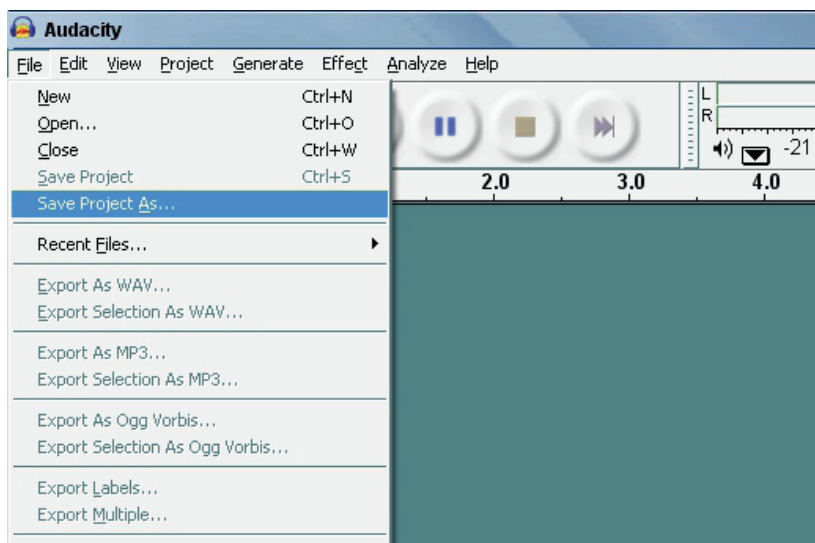 Audacity
File Edit View Project Generate Effect Analyze Help
New Ctrl+N
Open... Ctrl+O
Close Ctrl+W
Save Project Ctrl+S
Save Project As...
Recent Files...
Export As WAV...
Export Selection As WAV...
Export As MP3...
Export Selection As MP3...
Export As Ogg Vorbis...
Export Selection As Ogg Vorbis...
Export Labels...
Export Multiple...
L
R
-21
2.0 3.0 4.0